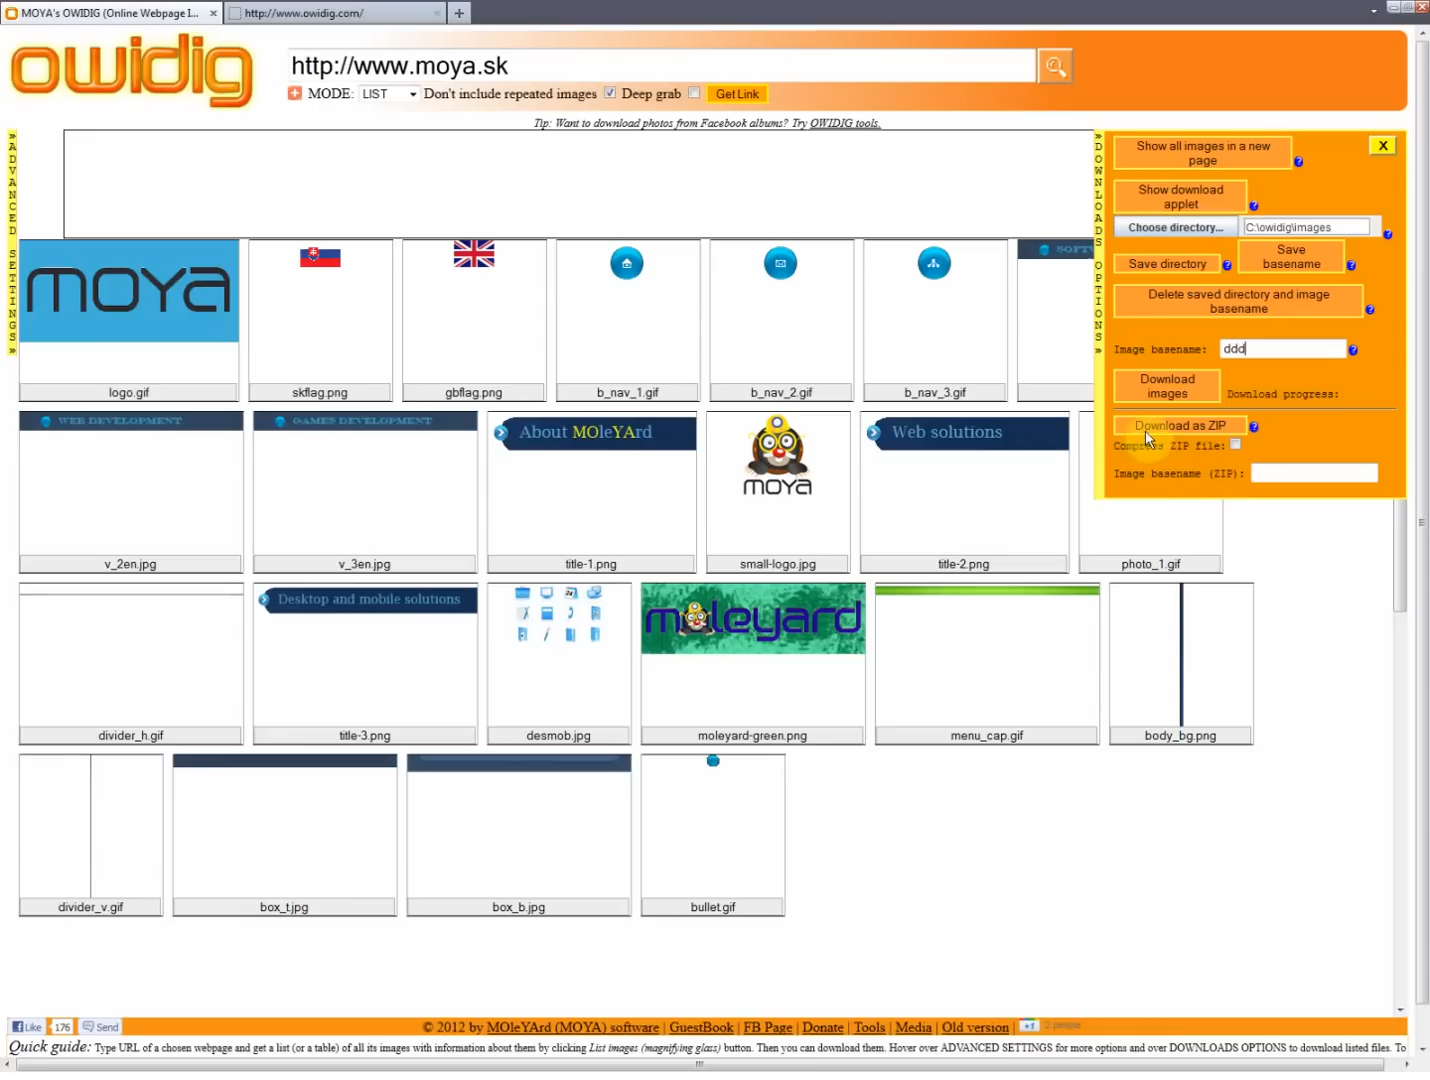 MOYA's OWIDIG (Online Webpage I...
http://www.owidig.com/
owidig
http://www.moya.sk
MODE: LIST Don't include repeated images Deep grab Get Link
Tip: Want to download photos from Facebook albums? Try OWIDIG tools.
» ADVANCED SETTINGS »
» DOWNLOADS OPTIONS »
Show all images in a new page
X
Show download applet
Choose directory... C:\owidig\images
Save directory
Save basename
Delete saved directory and image basename
Image basename: ddd
Download images
Download progress:
Download as ZIP
Compress ZIP file:
Image basename (ZIP):
moya
logo.gif
skflag.png
gbflag.png
b_nav_1.gif
b_nav_2.gif
b_nav_3.gif
WEB DEVELOPMENT
v_2en.jpg
GAMES DEVELOPMENT
v_3en.jpg
About MOleYArd
title-1.png
MOYA
small-logo.jpg
Web solutions
title-2.png
photo_1.gif
divider_h.gif
Desktop and mobile solutions
title-3.png
desmob.jpg
moleyard
moleyard-green.png
menu_cap.gif
body_bg.png
divider_v.gif
box_t.jpg
box_b.jpg
bullet.gif
Like 176 Send
© 2012 by MOleYArd (MOYA) software | GuestBook | FB Page | Donate | Tools | Media | Old version | +1 2 people
Quick guide: Type URL of a chosen webpage and get a list (or a table) of all its images with information about them by clicking List images (magnifying glass) button. Then you can download them. Hover over ADVANCED SETTINGS for more options and over DOWNLOADS OPTIONS to download listed files. To